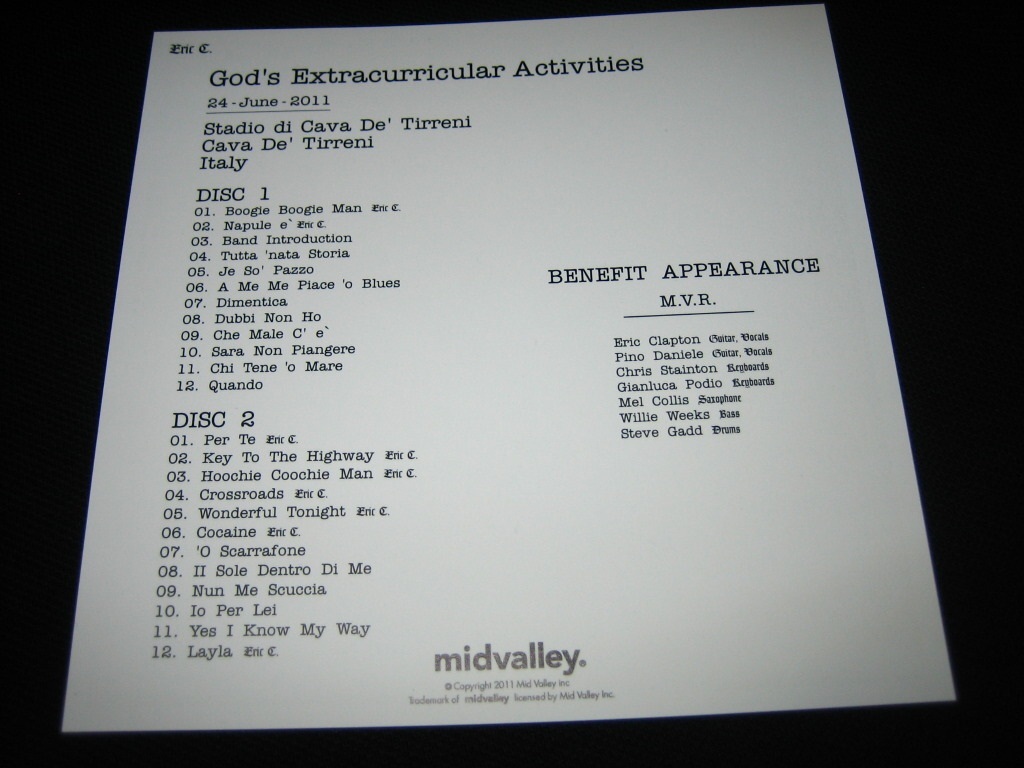 Eric C.
God's Extracurricular Activities
24-June-2011
Stadio di Cava De' Tirreni
Cava De' Tirreni
Italy
DISC 1
01. Boogie Boogie Man Eric C.
02. Napule e` Eric C.
03. Band Introduction
04. Tutta 'nata Storia
05. Je So' Pazzo
06. A Me Me Piace 'o Blues
07. Dimentica
08. Dubbi Non Ho
09. Che Male C' e`
10. Sara Non Piangere
11. Chi Tene 'o Mare
12. Quando
DISC 2
01. Per Te Eric C.
02. Key To The Highway Eric C.
03. Hoochie Coochie Man Eric C.
04. Crossroads Eric C.
05. Wonderful Tonight Eric C.
06. Cocaine Eric C.
07. 'O Scarrafone
08. II Sole Dentro Di Me
09. Nun Me Scuccia
10. Io Per Lei
11. Yes I Know My Way
12. Layla Eric C.
BENEFIT APPEARANCE
M.V.R.
Eric Clapton Guitar, Vocals
Pino Daniele Guitar, Vocals
Chris Stainton Keyboards
Gianluca Podio Keyboards
Mel Collis Saxophone
Willie Weeks Bass
Steve Gadd Drums
midvalley®
© Copyright 2011 Mid Valley Inc
Trademark of midvalley licensed by Mid Valley Inc.